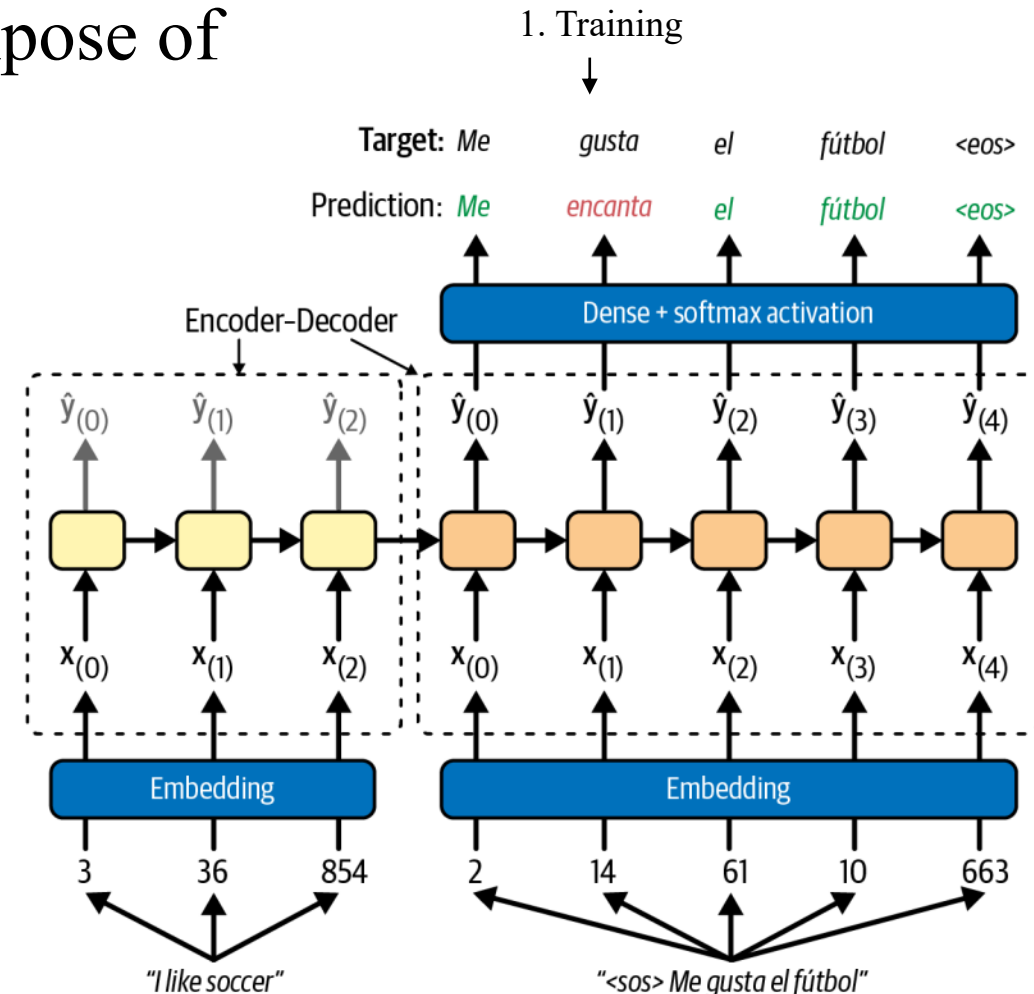 pose of
1. Training
Target: Me gusta el fútbol <eos>
Prediction: Me encanta el fútbol <eos>
Dense + softmax activation
Encoder–Decoder
ŷ(0) ŷ(1) ŷ(2) ŷ(0) ŷ(1) ŷ(2) ŷ(3) ŷ(4)
x(0) x(1) x(2) x(0) x(1) x(2) x(3) x(4)
Embedding Embedding
3 36 854 2 14 61 10 663
“I like soccer” “<sos> Me gusta el fútbol”